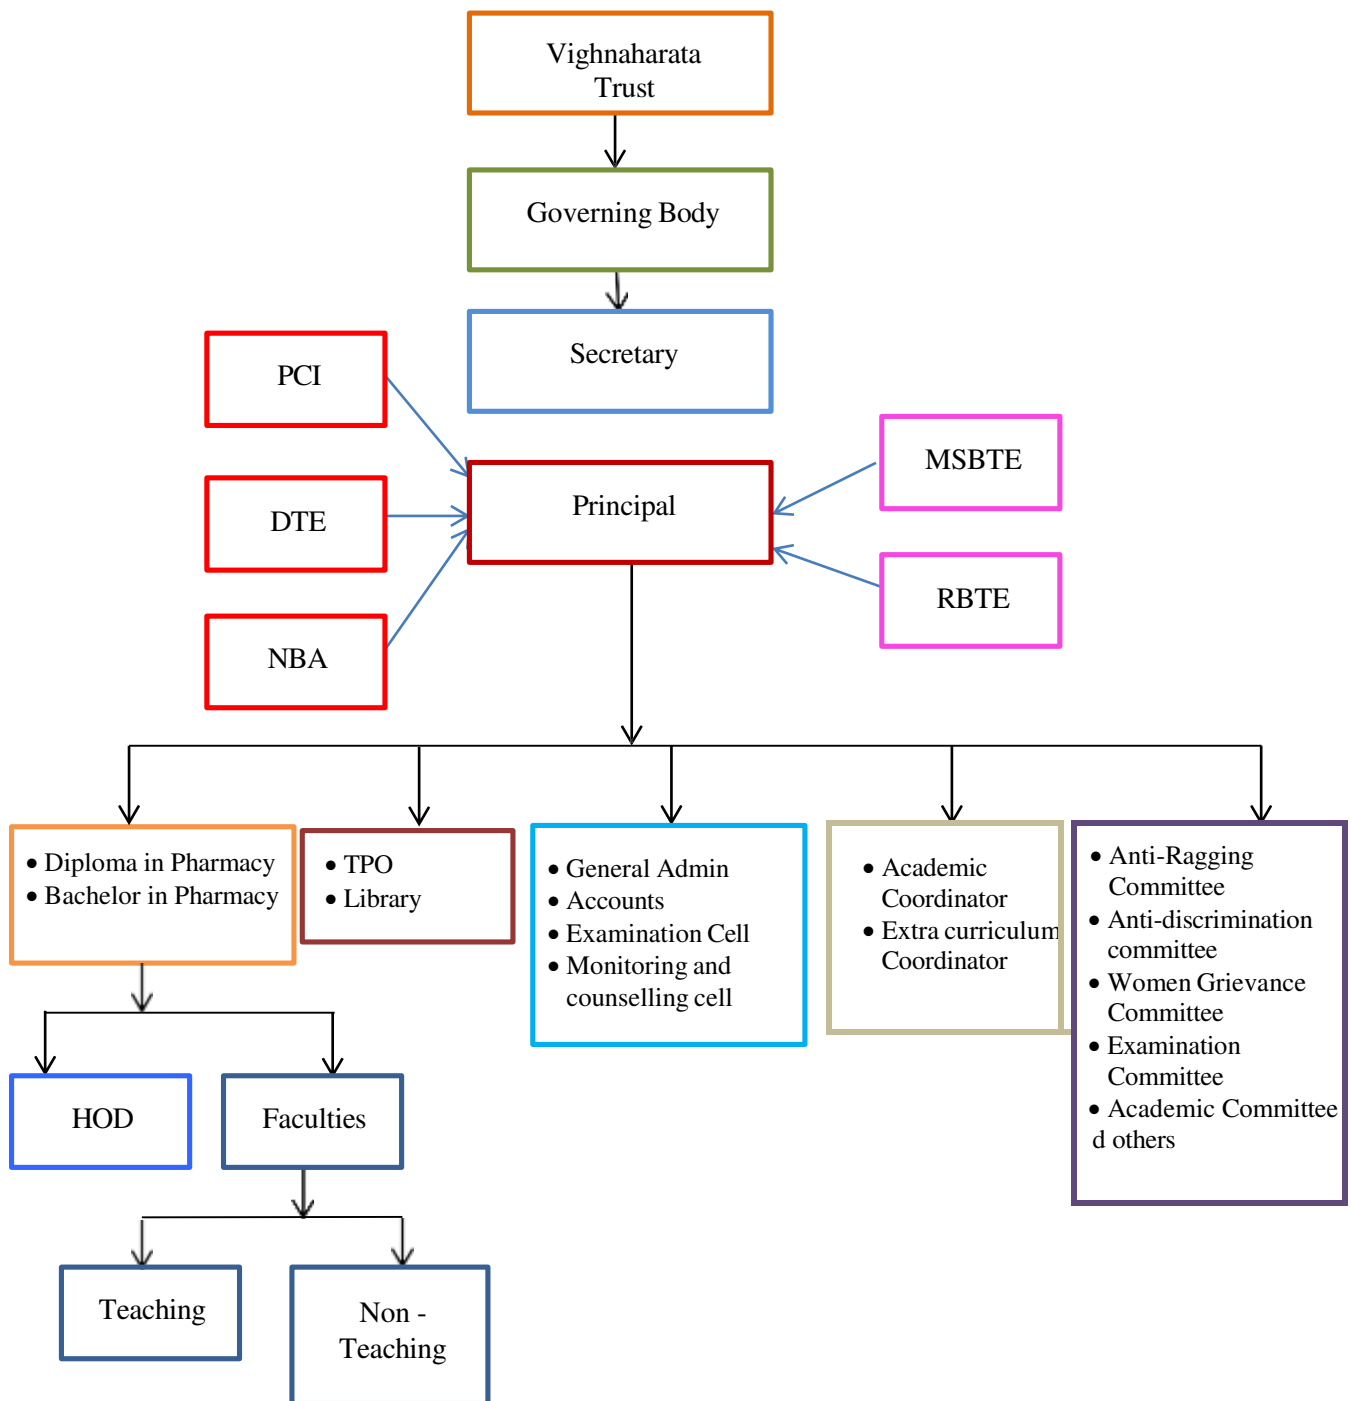 Vighnaharata
Trust
Governing Body
Secretary
PCI
MSBTE
Principal
DTE
RBTE
NBA
• Diploma in Pharmacy
• Bachelor in Pharmacy
• TPO
• Library
• General Admin
• Accounts
• Examination Cell
• Monitoring and
counselling cell
• Academic
Coordinator
• Extra curriculum
Coordinator
• Anti-Ragging
Committee
• Anti-discrimination
committee
• Women Grievance
Committee
• Examination
Committee
• Academic Committee
d others
HOD
Faculties
Teaching
Non -
Teaching